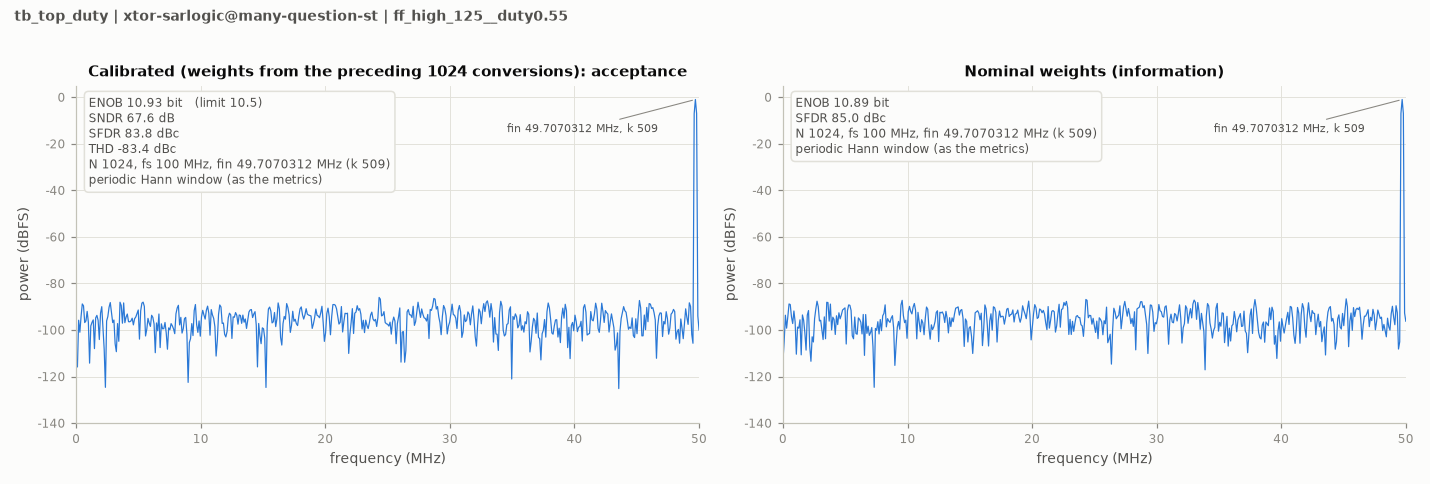 tb_top_duty | xtor-sarlogic@many-question-st | ff_high_125__duty0.55
Calibrated (weights from the preceding 1024 conversions): acceptance
ENOB 10.93 bit   (limit 10.5)
SNDR 67.6 dB
SFDR 83.8 dBc
THD -83.4 dBc
N 1024, fs 100 MHz, fin 49.7070312 MHz (k 509)
periodic Hann window (as the metrics)
fin 49.7070312 MHz, k 509
power (dBFS)
0
-20
-40
-60
-80
-100
-120
-140
0 10 20 30 40 50
frequency (MHz)
Nominal weights (information)
ENOB 10.89 bit
SFDR 85.0 dBc
N 1024, fs 100 MHz, fin 49.7070312 MHz (k 509)
periodic Hann window (as the metrics)
fin 49.7070312 MHz, k 509
power (dBFS)
0
-20
-40
-60
-80
-100
-120
-140
0 10 20 30 40 50
frequency (MHz)